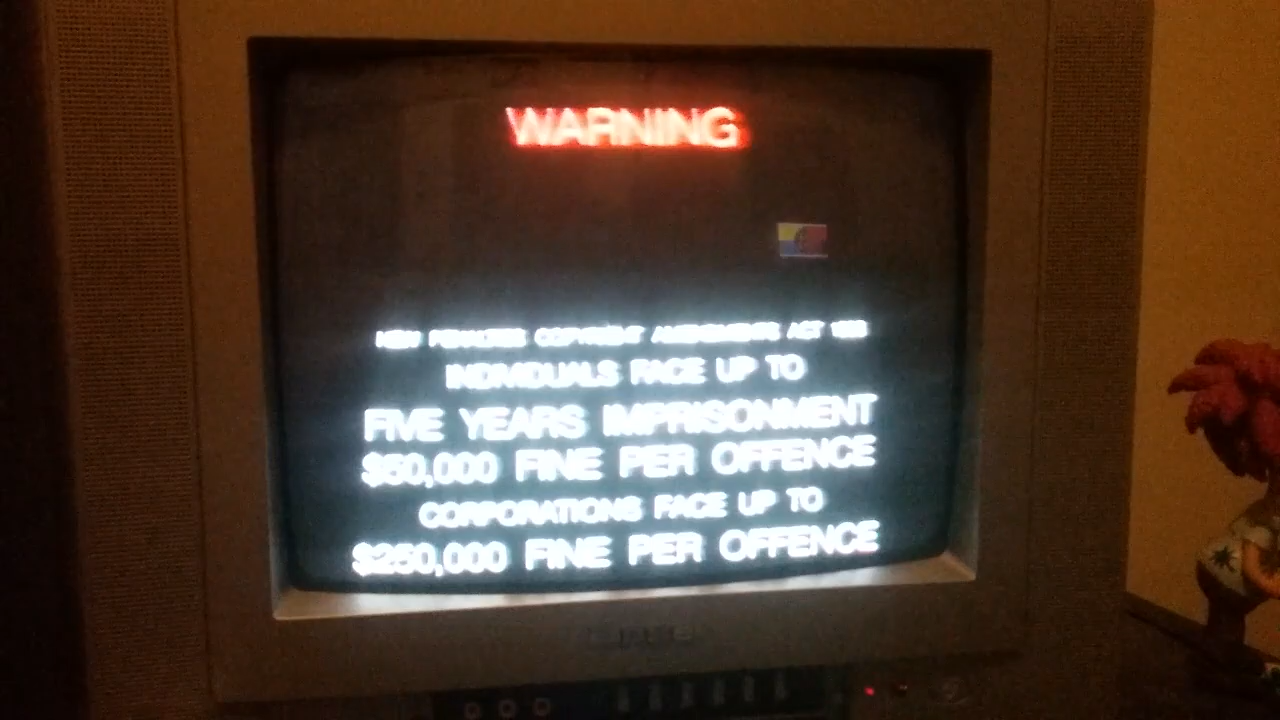 WARNING
NEW PENALTIES COPYRIGHT AMENDMENTS ACT
INDIVIDUALS FACE UP TO
FIVE YEARS IMPRISONMENT
$50,000 FINE PER OFFENCE
CORPORATIONS FACE UP TO
$250,000 FINE PER OFFENCE